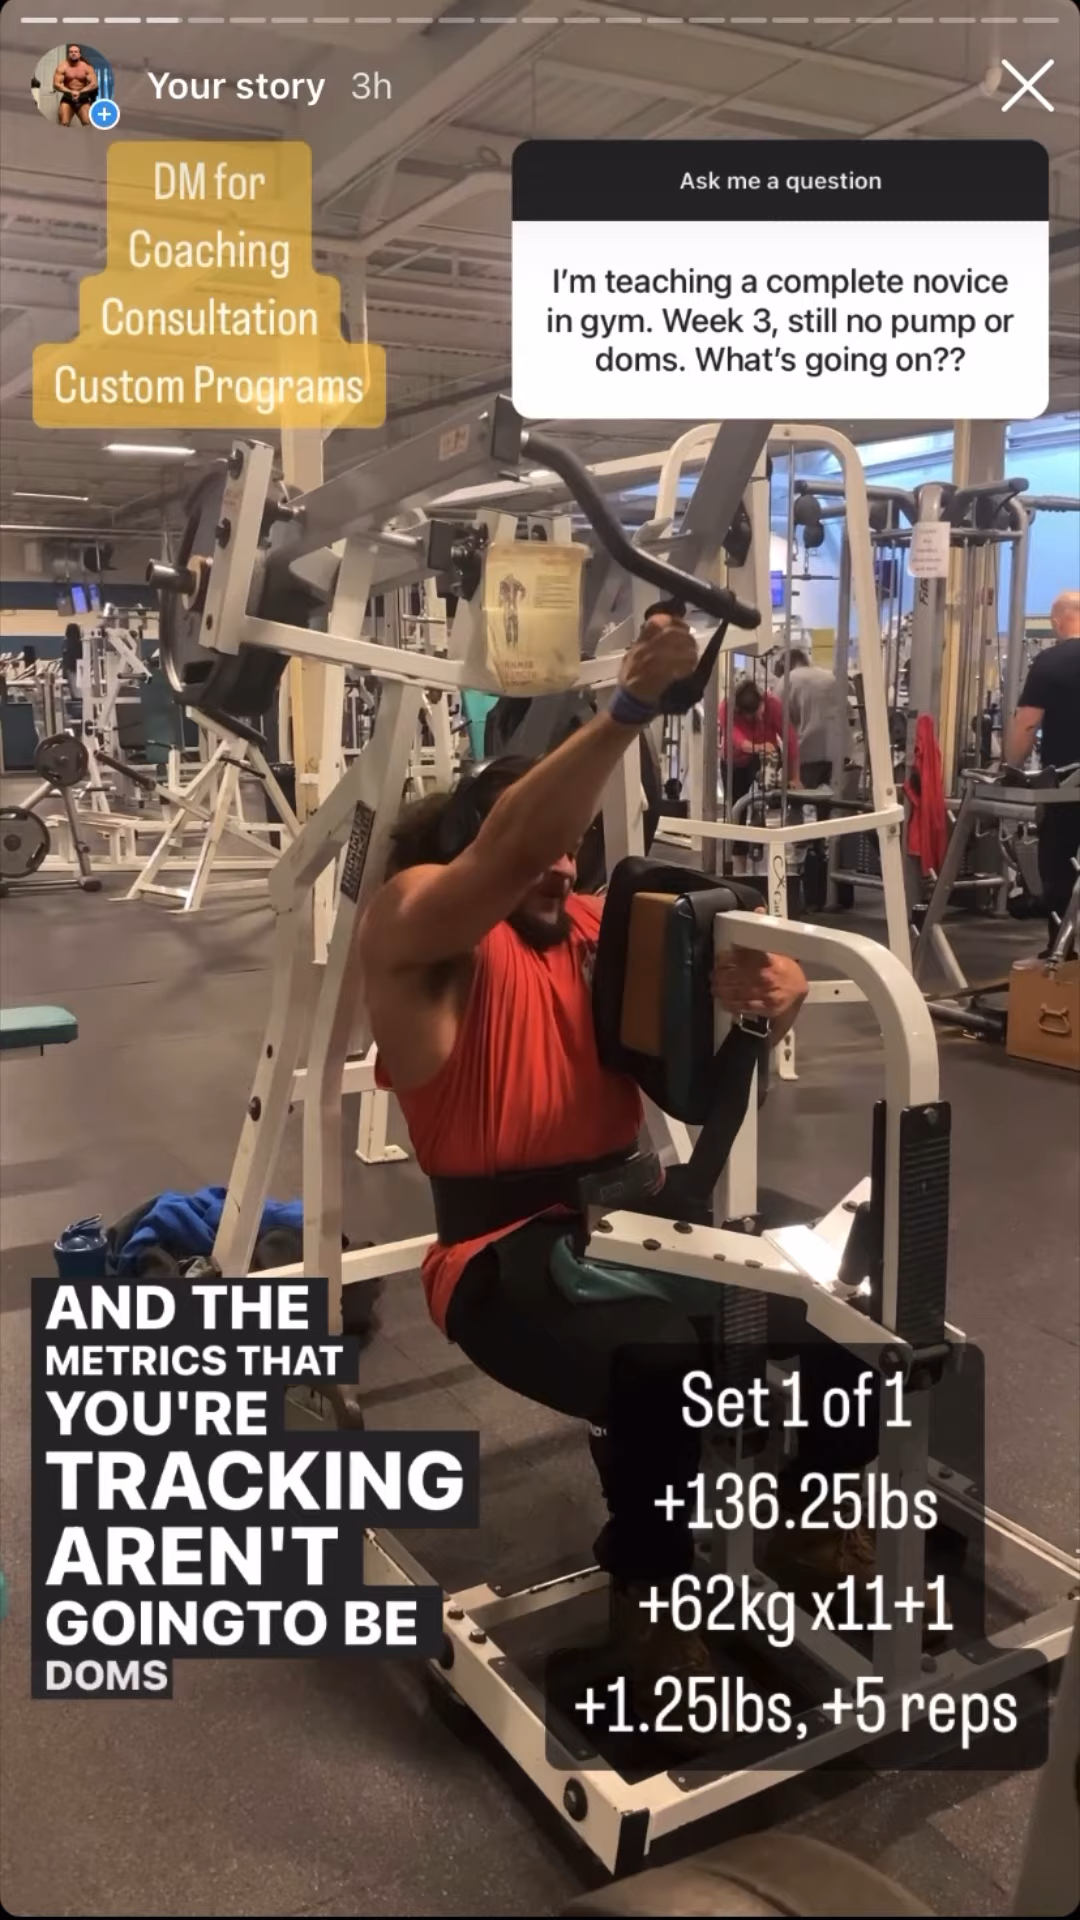 Your story 3h
DM for
Coaching
Consultation
Custom Programs
Ask me a question
I’m teaching a complete novice
in gym. Week 3, still no pump or
doms. What’s going on??
AND THE
METRICS THAT
YOU'RE
TRACKING
AREN'T
GOINGTO BE
DOMS
Set 1 of 1
+136.25lbs
+62kg x11+1
+1.25lbs, +5 reps